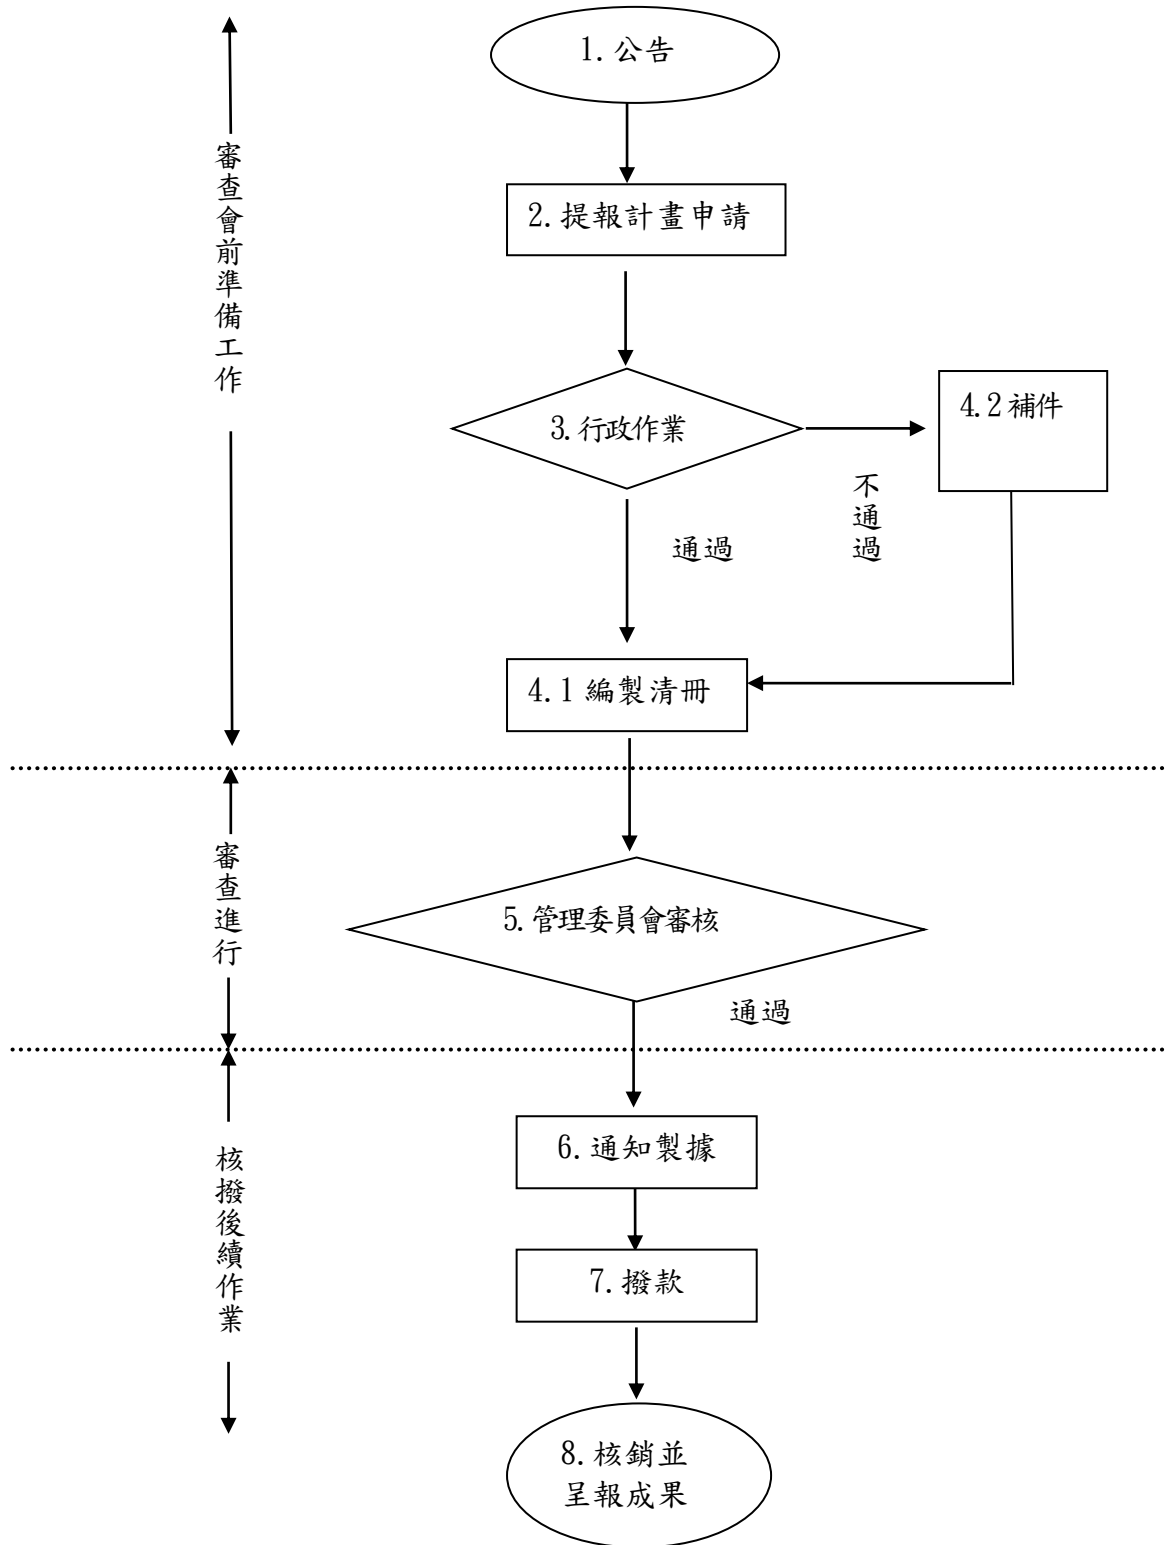 1.公告
審查會前準備工作
2.提報計畫申請
3.行政作業
4.2補件
不通過
通過
4.1編製清冊
審查進行
5.管理委員會審核
通過
核撥後續作業
6.通知製據
7.撥款
8.核銷並
呈報成果